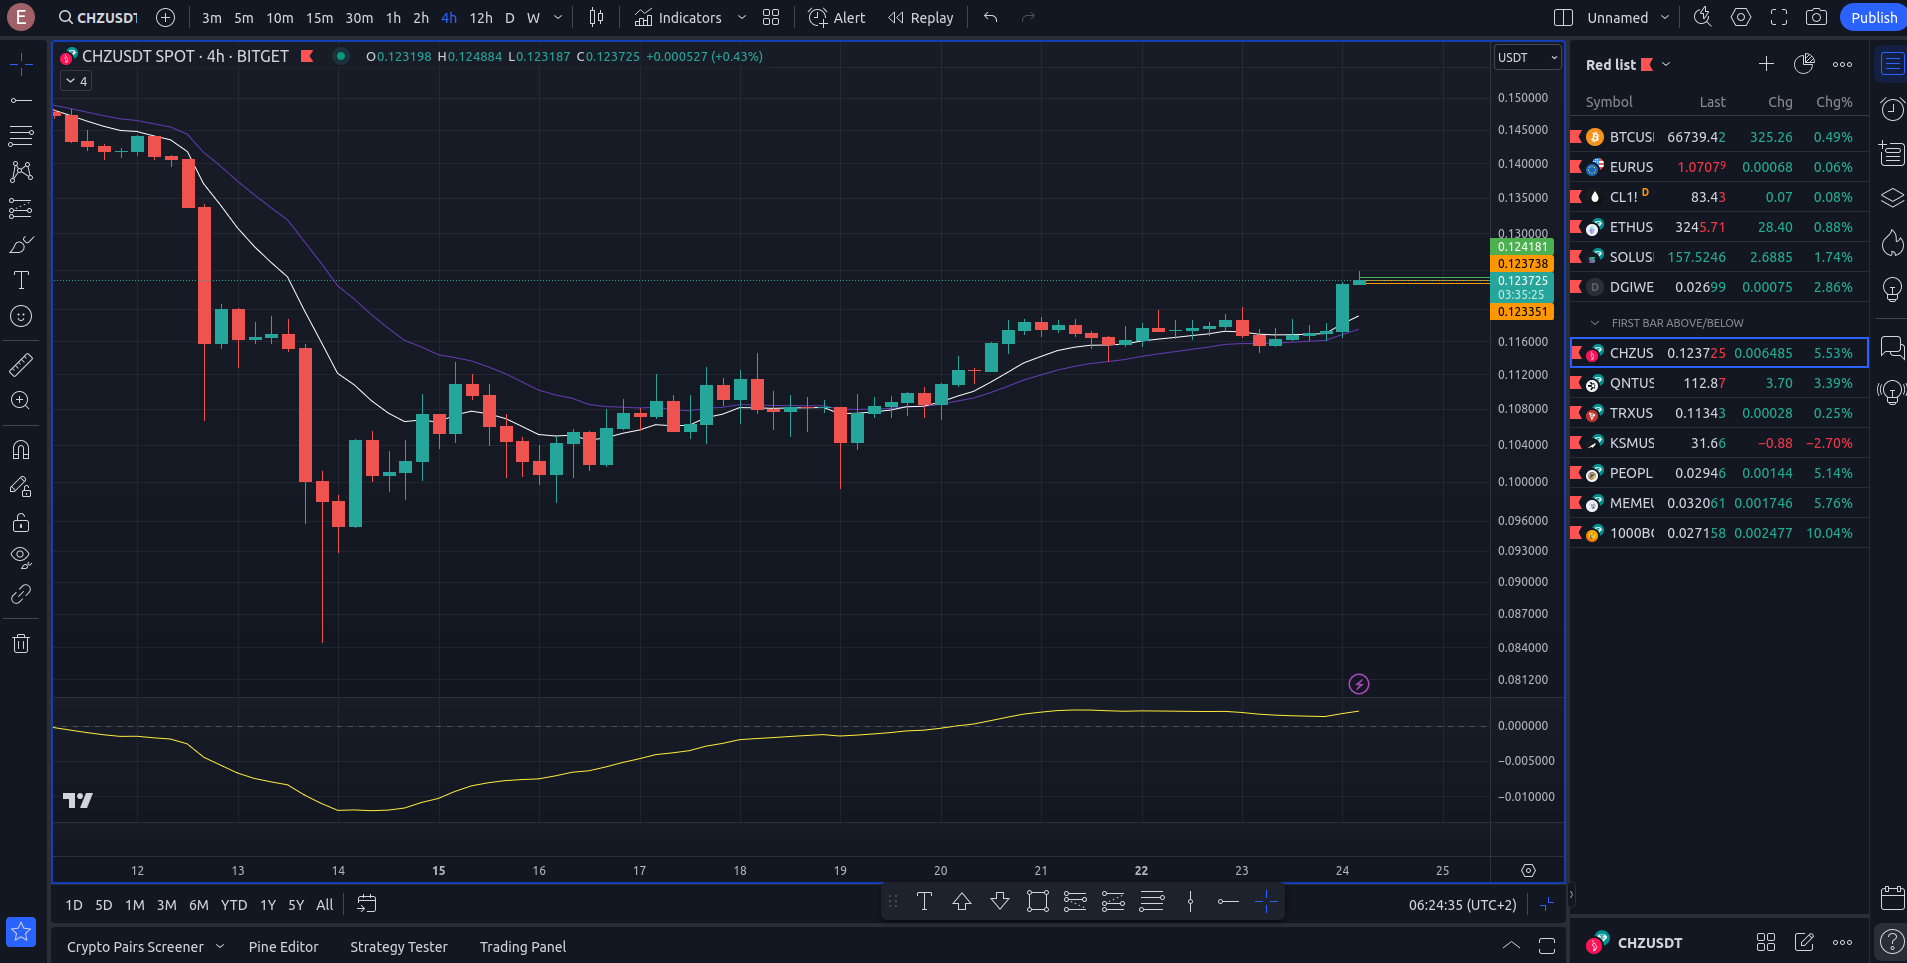 E CHZUSDT 3m 5m 10m 15m 30m 1h 2h 4h 12h D W Indicators Alert Replay Unnamed Publish
CHZUSDT SPOT · 4h · BITGET O0.123198 H0.124884 L0.123187 C0.123725 +0.000527 (+0.43%)
4
USDT
0.150000
0.145000
0.140000
0.135000
0.130000
0.124181
0.123738
0.123725
03:35:25
0.123351
0.116000
0.112000
0.108000
0.104000
0.100000
0.096000
0.093000
0.090000
0.087000
0.084000
0.081200
0.000000
−0.005000
−0.010000
12 13 14 15 16 17 18 19 20 21 22 23 24 25
1D 5D 1M 3M 6M YTD 1Y 5Y All
06:24:35 (UTC+2)
Crypto Pairs Screener Pine Editor Strategy Tester Trading Panel
Red list
Symbol Last Chg Chg%
BTCUSI 66739.42 325.26 0.49%
EURUS 1.07079 0.00068 0.06%
CL1! D 83.43 0.07 0.08%
ETHUS 3245.71 28.40 0.88%
SOLUS 157.5246 2.6885 1.74%
D DGIWE 0.02699 0.00075 2.86%
FIRST BAR ABOVE/BELOW
CHZUS 0.123725 0.006485 5.53%
QNTUS 112.87 3.70 3.39%
TRXUS 0.11343 0.00028 0.25%
KSMUS 31.66 −0.88 −2.70%
PEOPL 0.02946 0.00144 5.14%
MEMEU 0.032061 0.001746 5.76%
1000BO 0.027158 0.002477 10.04%
CHZUSDT